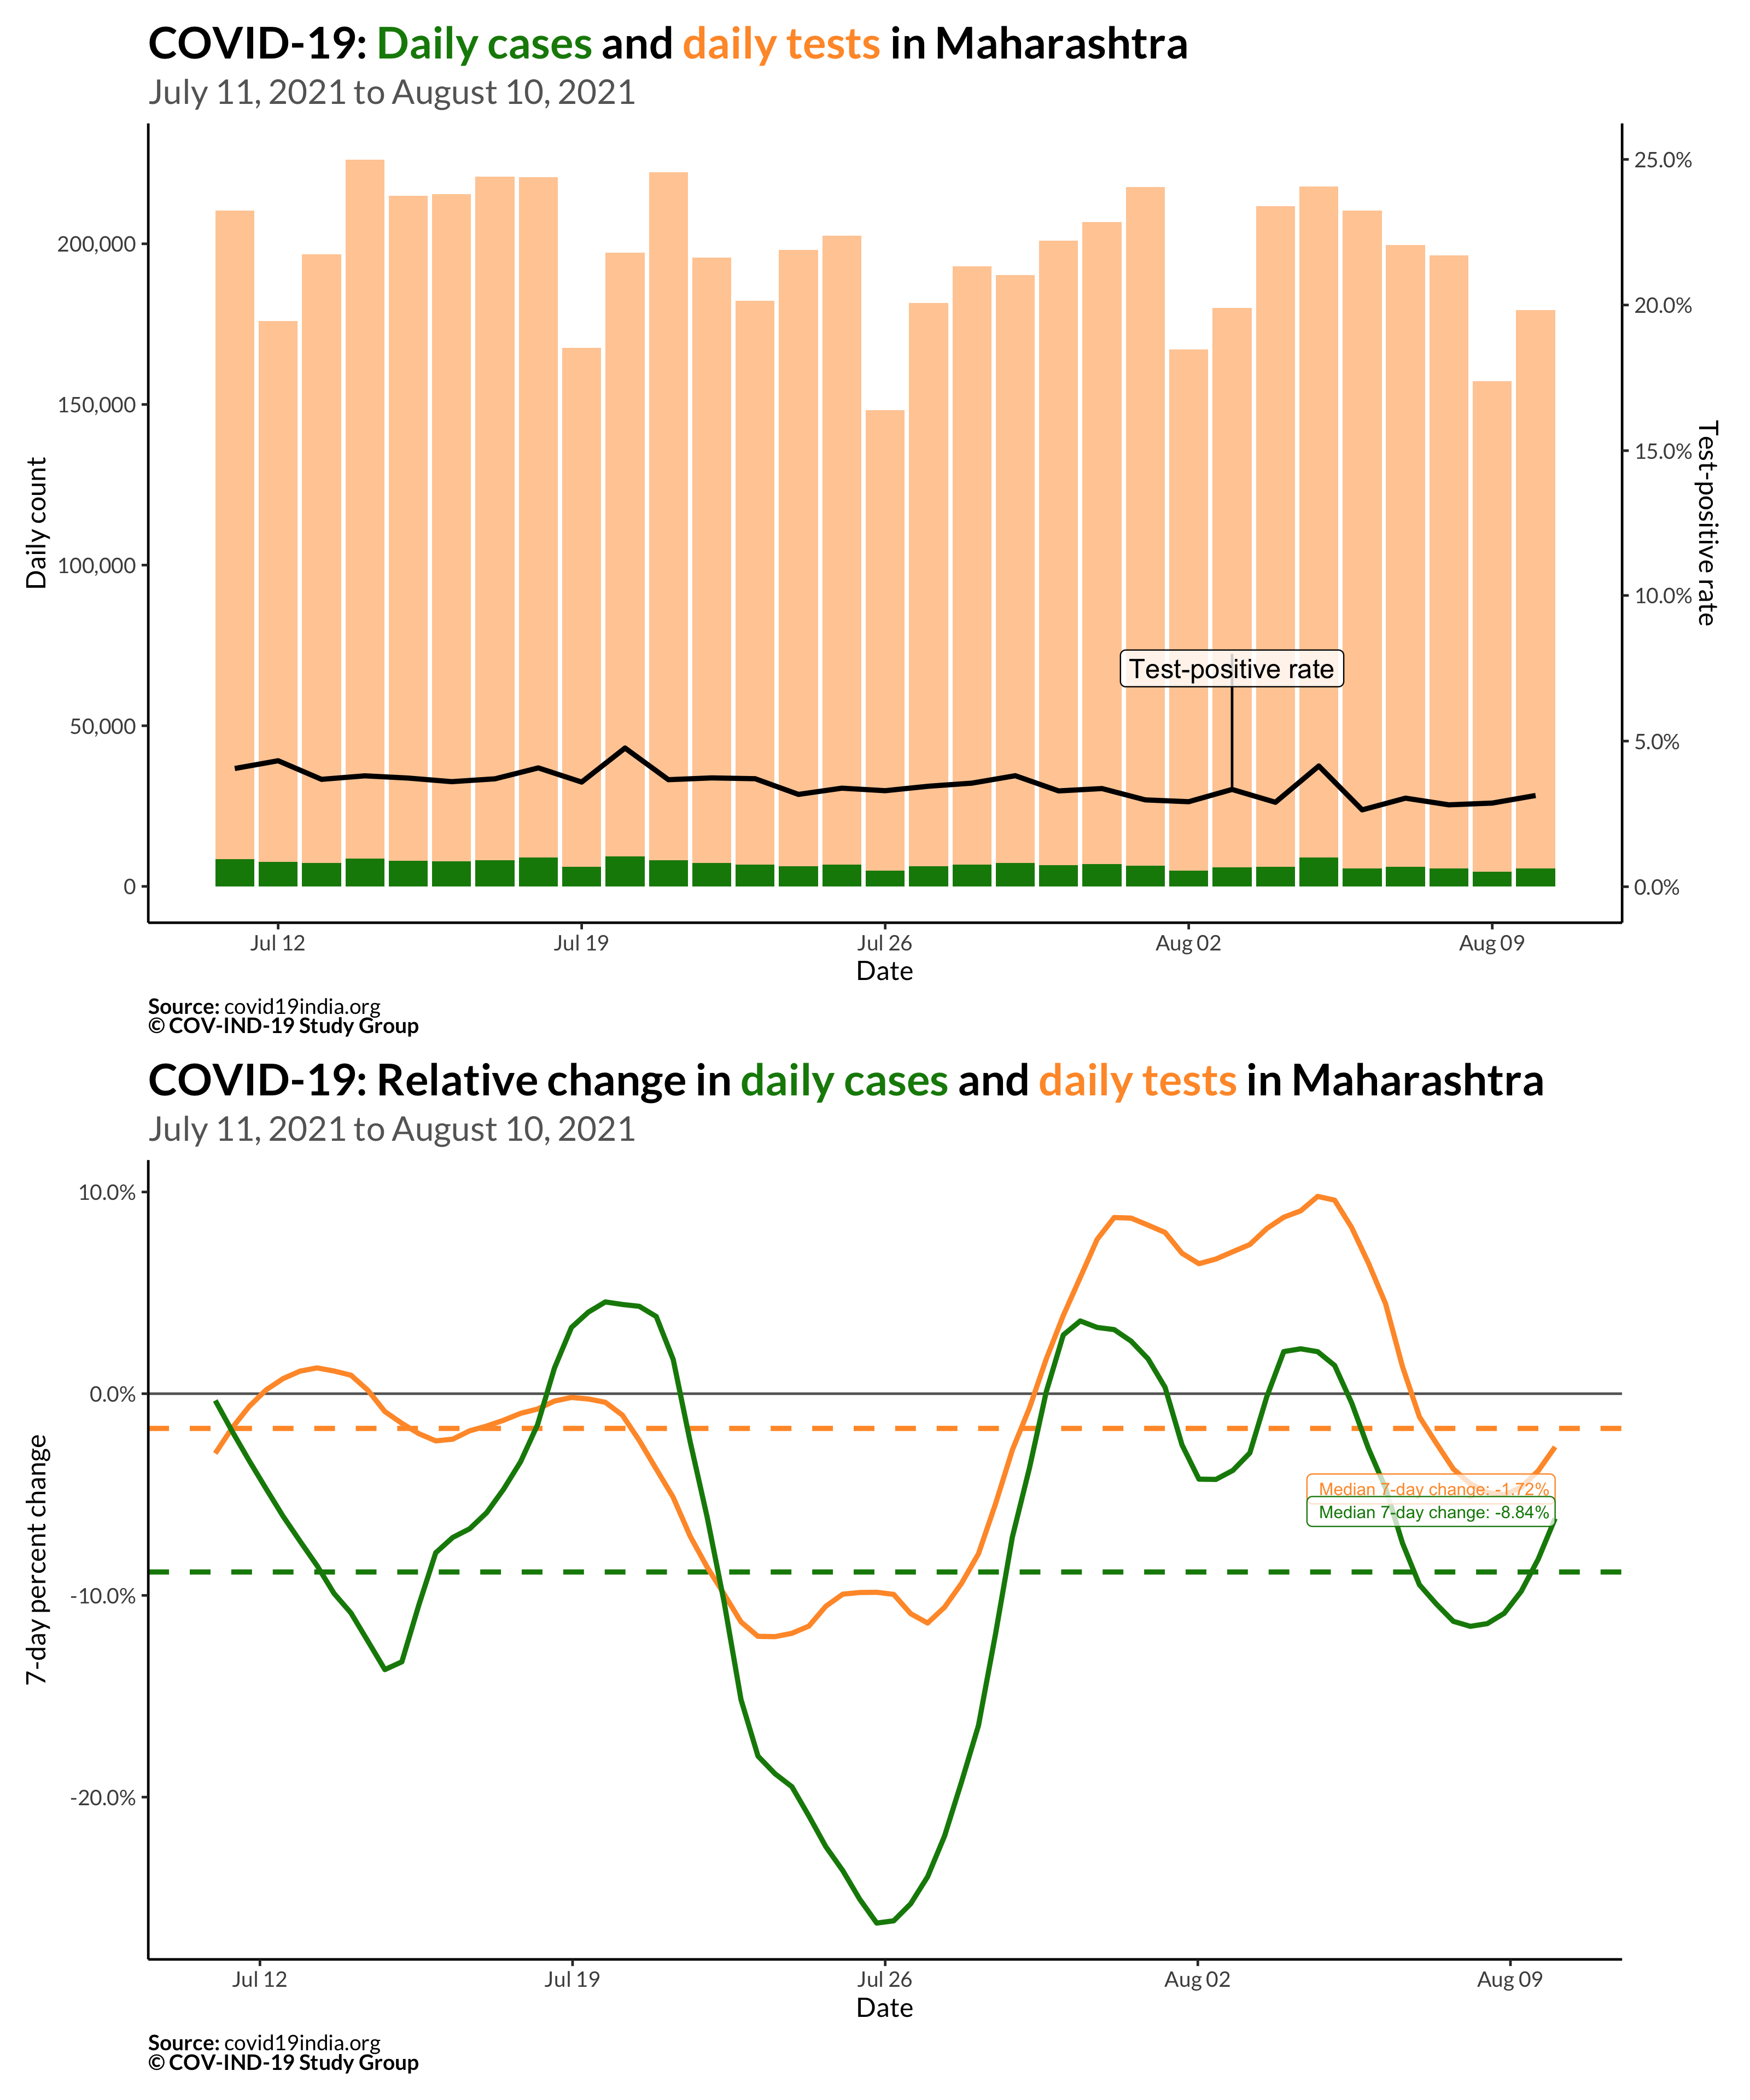 COVID-19: Daily cases and daily tests in Maharashtra
July 11, 2021 to August 10, 2021
Daily count
200,000
150,000
100,000
50,000
0
25.0%
20.0%
15.0%
10.0%
5.0%
0.0%
Test-positive rate
Test-positive rate
Jul 12
Jul 19
Jul 26
Aug 02
Aug 09
Date
Source: covid19india.org
© COV-IND-19 Study Group
COVID-19: Relative change in daily cases and daily tests in Maharashtra
July 11, 2021 to August 10, 2021
7-day percent change
10.0%
0.0%
-10.0%
-20.0%
Median 7-day change: -1.72%
Median 7-day change: -8.84%
Jul 12
Jul 19
Jul 26
Aug 02
Aug 09
Date
Source: covid19india.org
© COV-IND-19 Study Group